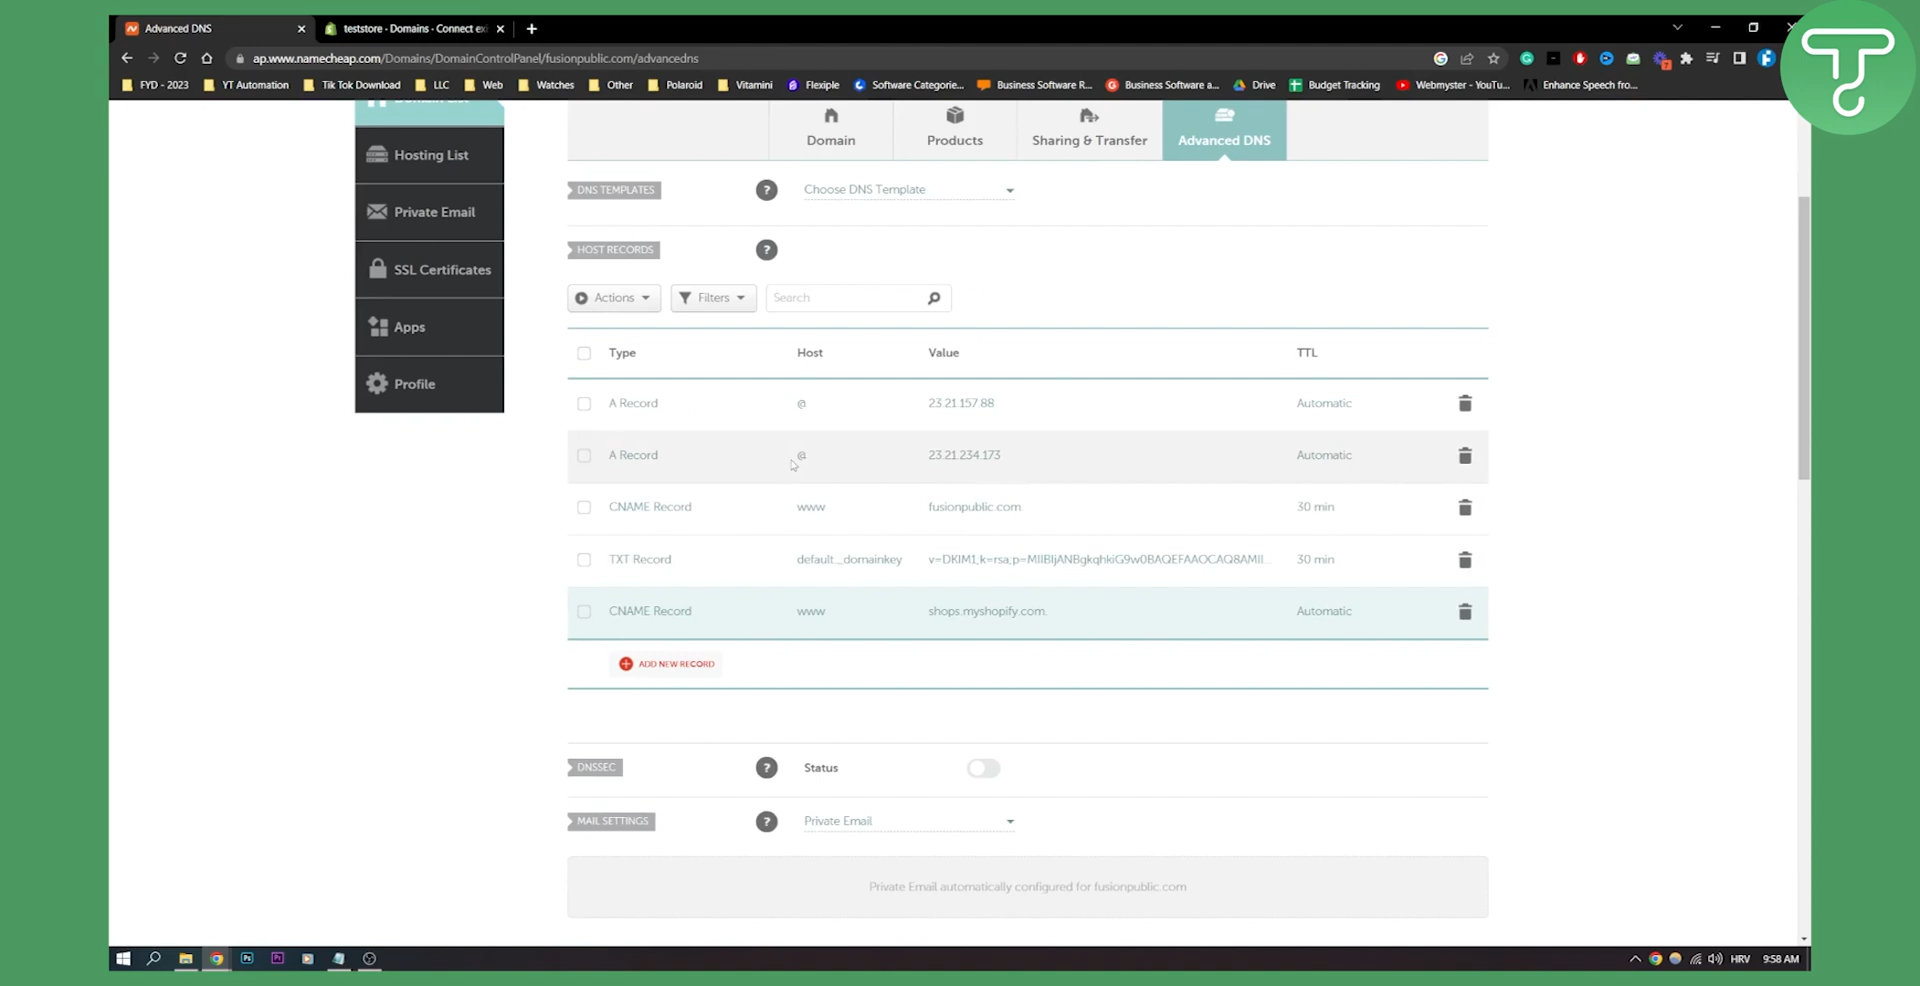 Advanced DNS
teststore - Domains - Connect ex
ap.www.namecheap.com/Domains/DomainControlPanel/fusionpublic.com/advancedns
FYD - 2023
YT Automation
Tik Tok Download
LLC
Web
Watches
Other
Polaroid
Vitamini
Flexiple
Software Categorie...
Business Software R...
Business Software a...
Drive
Budget Tracking
Webmyster - YouTu...
Enhance Speech fro...
Domain List
Hosting List
Private Email
SSL Certificates
Apps
Profile
Domain
Products
Sharing & Transfer
Advanced DNS
DNS TEMPLATES
?
Choose DNS Template
HOST RECORDS
?
Actions
Filters
Search
Type Host Value TTL
A Record @ 23.21.157.88 Automatic
A Record @ 23.21.234.173 Automatic
CNAME Record www fusionpublic.com. 30 min
TXT Record default._domainkey v=DKIM1;k=rsa;p=MIIBIjANBgkqhkiG9w0BAQEFAAOCAQ8AMII... 30 min
CNAME Record www shops.myshopify.com. Automatic
ADD NEW RECORD
DNSSEC
?
Status
MAIL SETTINGS
?
Private Email
Private Email automatically configured for fusionpublic.com
Ps
Pr
HRV
9:58 AM